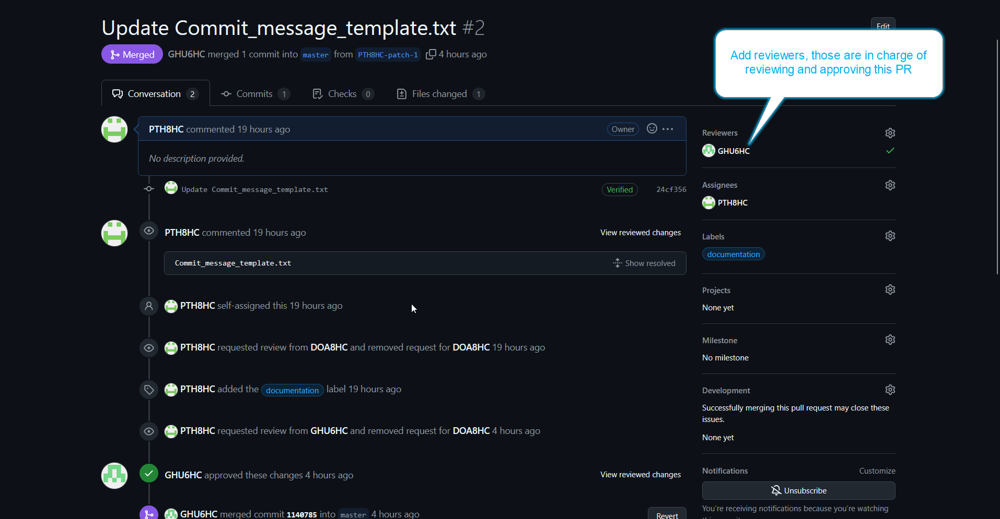 Update Commit_message_template.txt #2
Edit
Merged GHU6HC merged 1 commit into master from PTH8HC-patch-1 4 hours ago
Add reviewers, those are in charge of
reviewing and approving this PR
Conversation 2 Commits 1 Checks 0 Files changed 1
PTH8HC commented 19 hours ago Owner
No description provided.
Update Commit_message_template.txt Verified 24cf356
PTH8HC commented 19 hours ago View reviewed changes
Commit_message_template.txt Show resolved
PTH8HC self-assigned this 19 hours ago
PTH8HC requested review from DOA8HC and removed request for DOA8HC 19 hours ago
PTH8HC added the documentation label 19 hours ago
PTH8HC requested review from GHU6HC and removed request for DOA8HC 4 hours ago
GHU6HC approved these changes 4 hours ago View reviewed changes
GHU6HC merged commit 1140785 into master 4 hours ago Revert
Reviewers
GHU6HC
Assignees
PTH8HC
Labels
documentation
Projects
None yet
Milestone
No milestone
Development
Successfully merging this pull request may close these
issues.
None yet
Notifications Customize
Unsubscribe
You're receiving notifications because you're watching